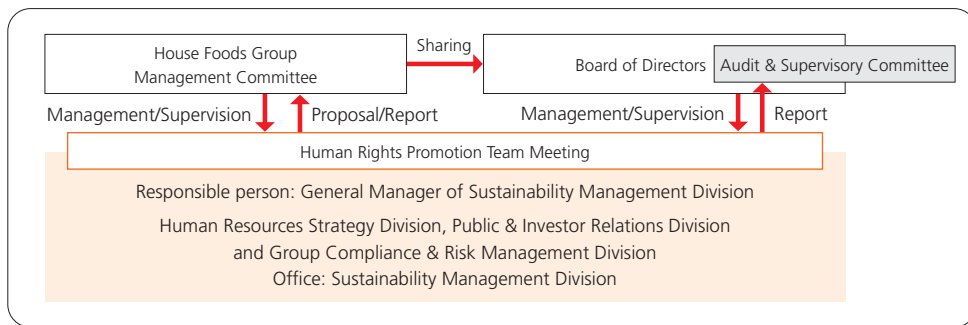 House Foods Group
Management Committee
Sharing
Board of Directors
Audit & Supervisory Committee
Management/Supervision
Proposal/Report
Management/Supervision
Report
Human Rights Promotion Team Meeting
Responsible person: General Manager of Sustainability Management Division
Human Resources Strategy Division, Public & Investor Relations Division
and Group Compliance & Risk Management Division
Office: Sustainability Management Division